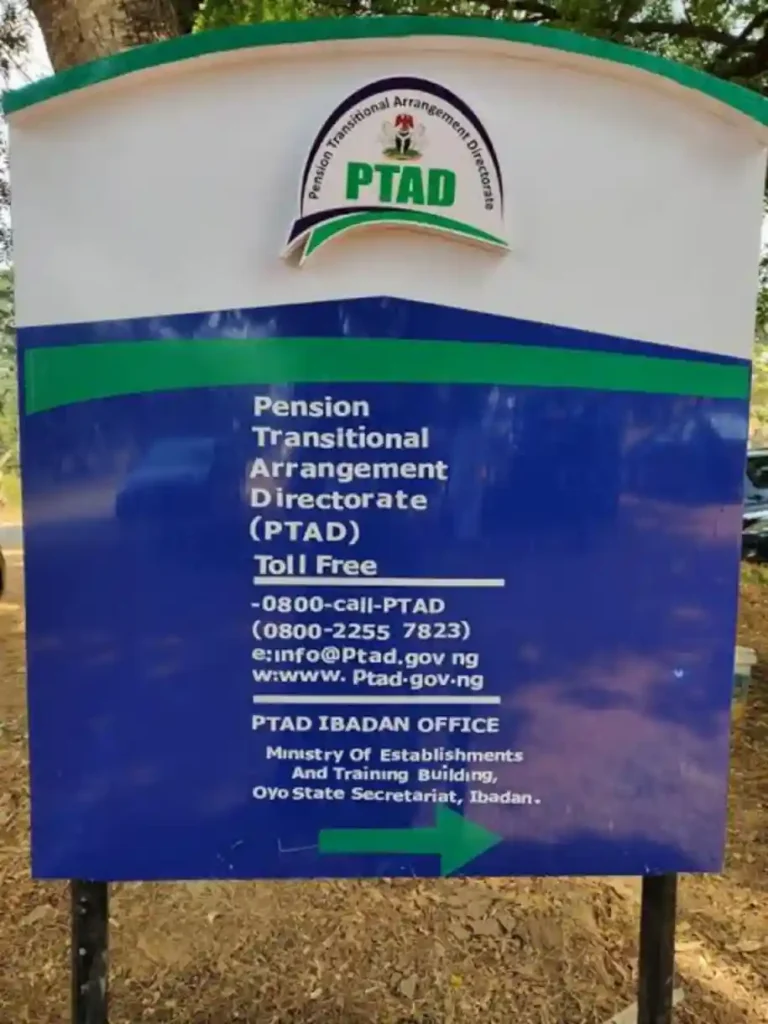 Pension Transitional Arrangement Directorate
PTAD
Pension
Transitional
Arrangement
Directorate
(PTAD)
Toll Free
-0800-call-PTAD
(0800-2255 7823)
e:info@Ptad.gov ng
w:www. Ptad.gov.ng
PTAD IBADAN OFFICE
Ministry Of Establishments
And Training Building,
Oyo State Secretariat, Ibadan.